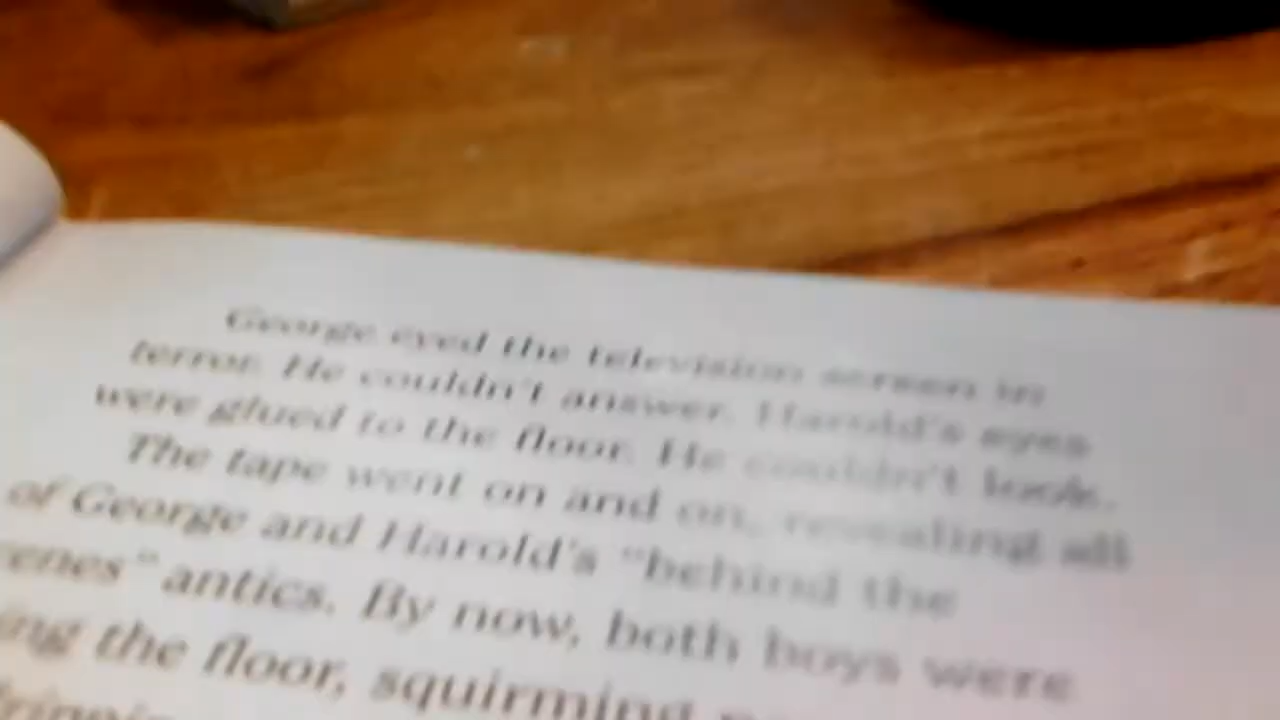 George eyed the television screen in
terror. He couldn't answer. Harold's eyes
were glued to the floor. He couldn't look.
The tape went on and on, revealing all
of George and Harold's "behind the
enes" antics. By now, both boys were
ing the floor, squirming